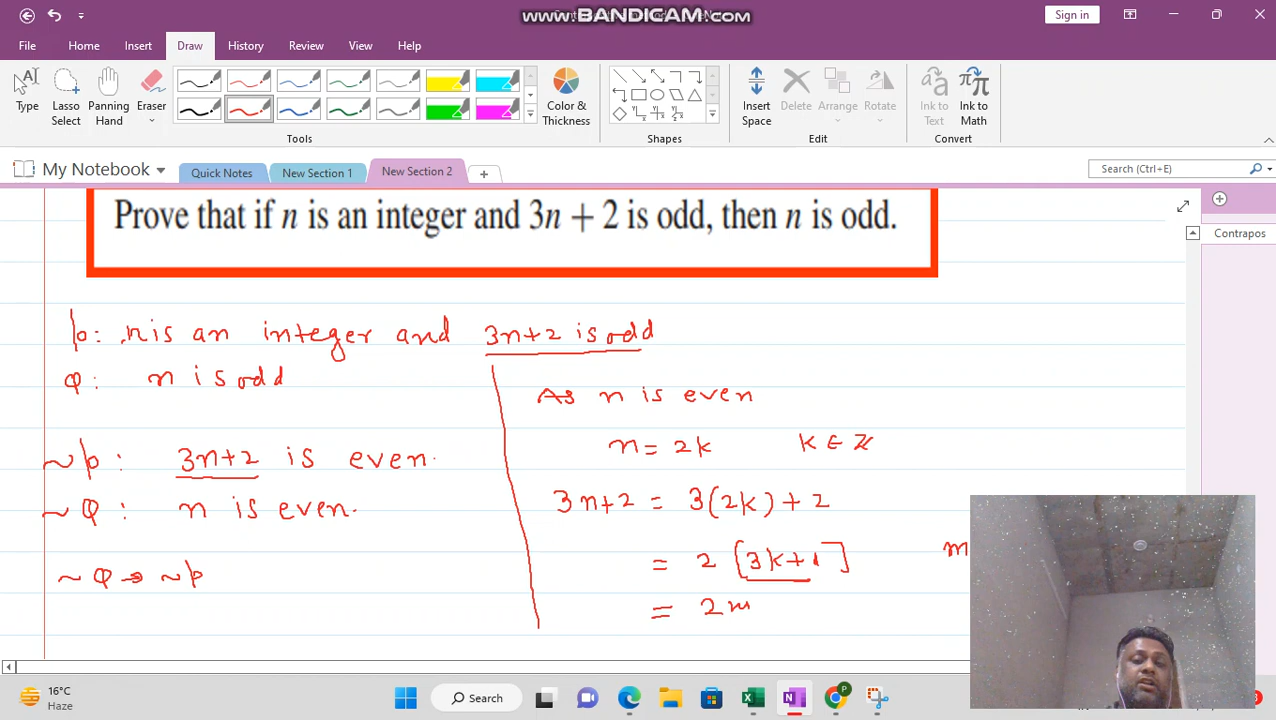 www.BANDICAM.com
Sign in
File Home Insert Draw History Review View Help
Type Lasso Select Panning Hand Eraser Color & Thickness Insert Space Delete Arrange Rotate Ink to Text Ink to Math
Tools Shapes Edit Convert
My Notebook Quick Notes New Section 1 New Section 2 Search (Ctrl+E)
Contrapos
Prove that if n is an integer and 3n + 2 is odd, then n is odd.
p: n is an integer and 3n+2 is odd
Q: n is odd
~p: 3n+2 is even.
~Q: n is even.
~Q → ~p
As n is even
n = 2k k ∈ Z
3n+2 = 3(2k) + 2
= 2 [3k+1] m
= 2m
16°C
Haze
Search